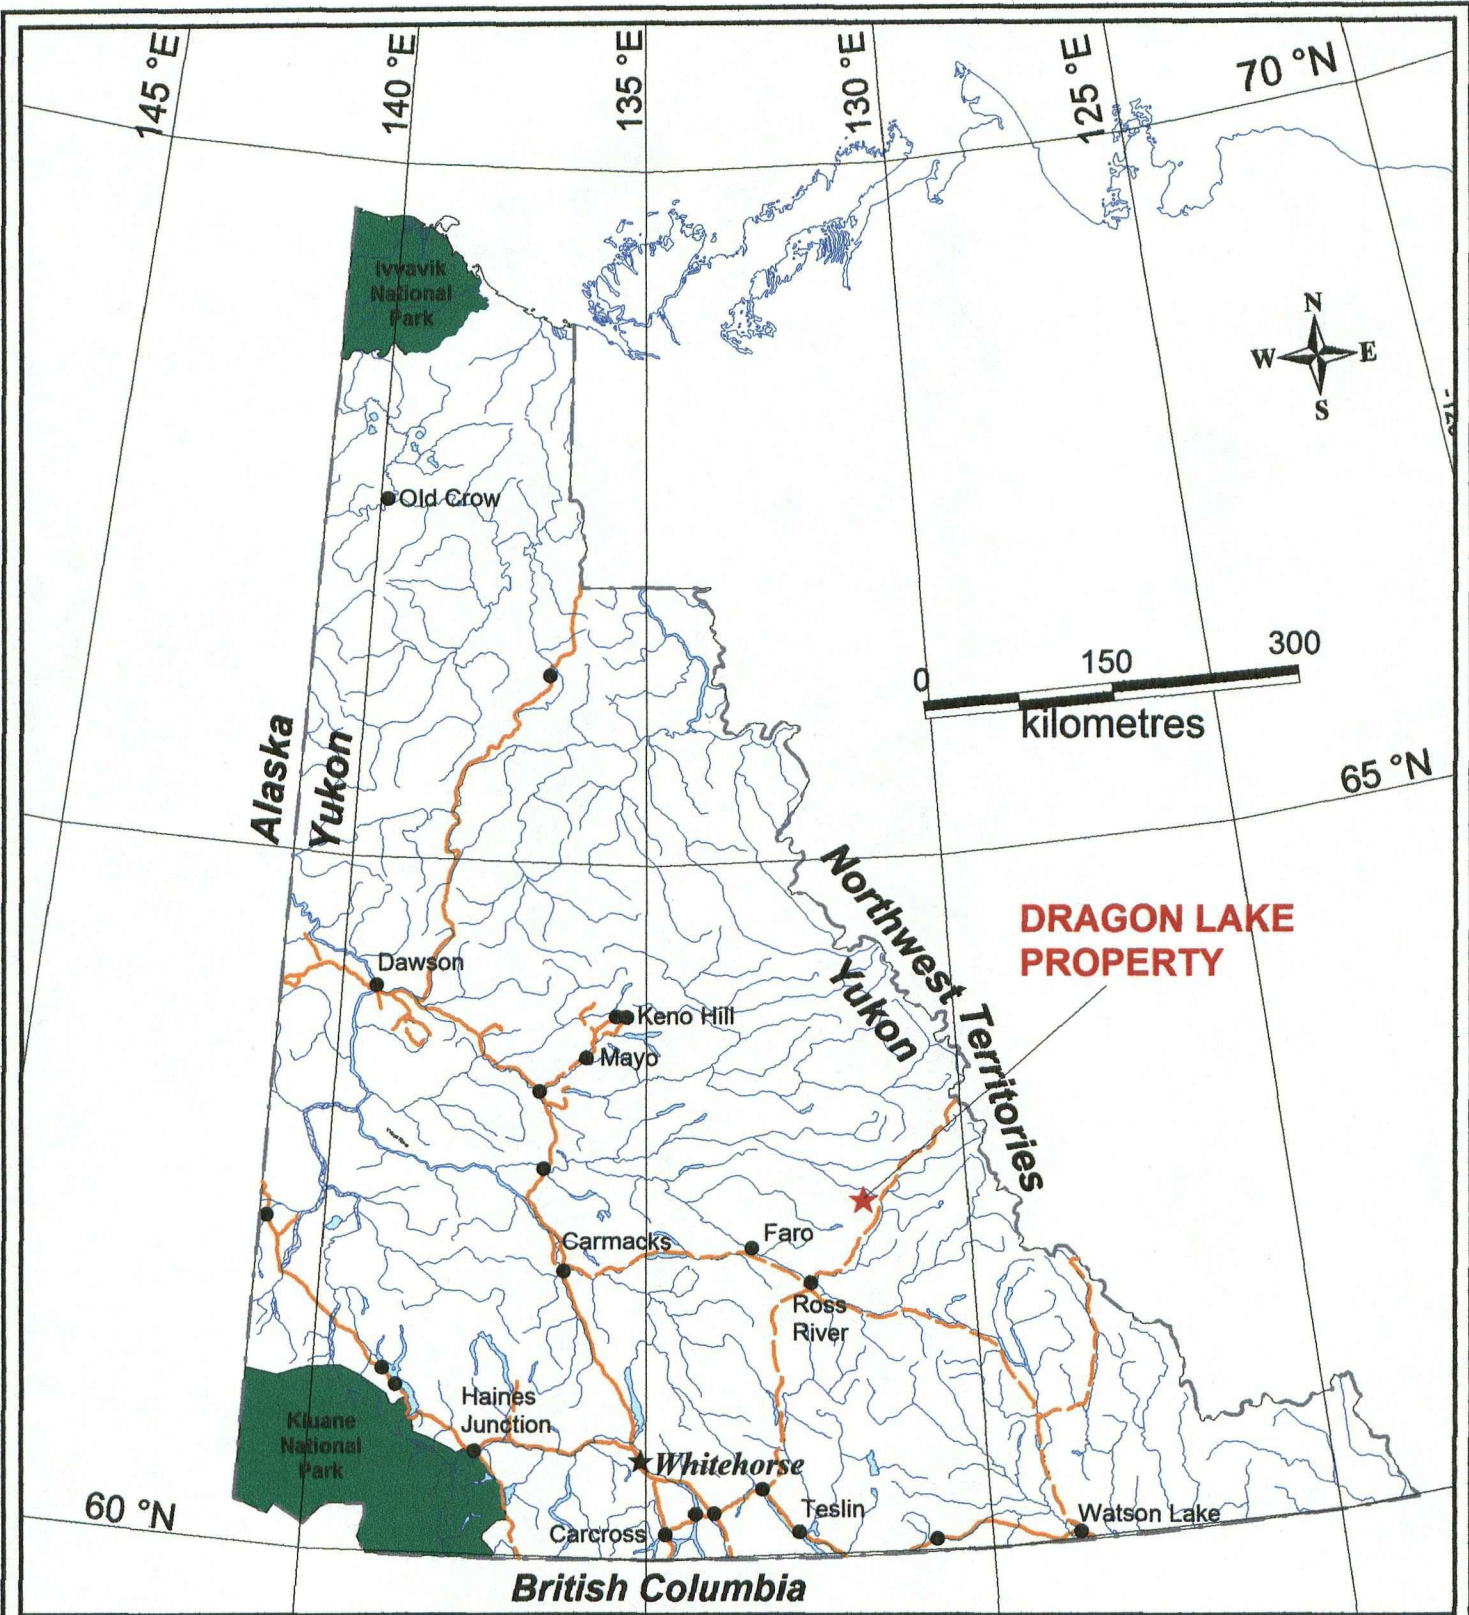 145 °E
140 °E
135 °E
130 °E
125 °E
70 °N
Ivvavik
National
Park
N
W
E
S
Old Crow
0
150
300
kilometres
Alaska
Yukon
65 °N
Northwest Territories
Yukon
DRAGON LAKE
PROPERTY
Dawson
Keno Hill
Mayo
Carmacks
Faro
Ross
River
Haines
Junction
Kluane
National
Park
Whitehorse
60 °N
Carcross
Teslin
Watson Lake
British Columbia